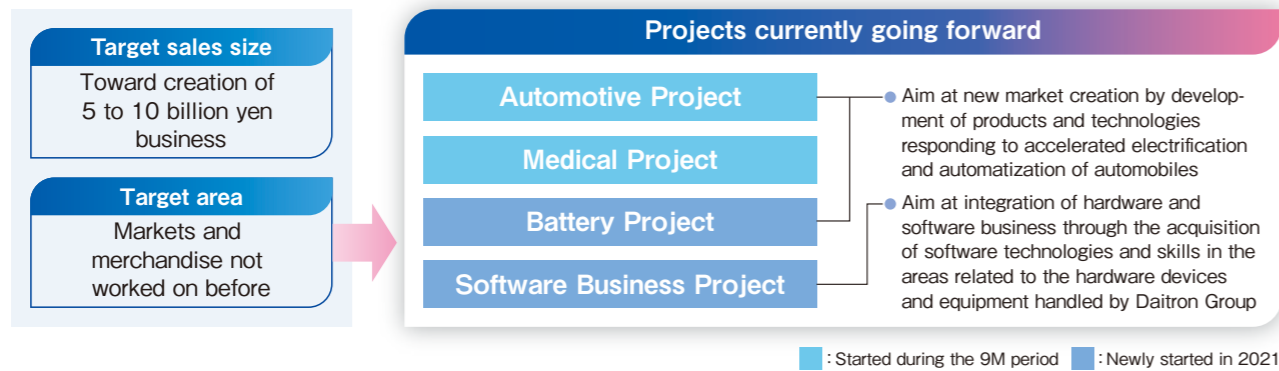 Target sales size
Toward creation of
5 to 10 billion yen
business
Target area
Markets and
merchandise not
worked on before
Projects currently going forward
Automotive Project
Medical Project
Battery Project
Software Business Project
Aim at new market creation by develop-
ment of products and technologies
responding to accelerated electrification
and automatization of automobiles
Aim at integration of hardware and
software business through the acquisition
of software technologies and skills in the
areas related to the hardware devices
and equipment handled by Daitron Group
: Started during the 9M period : Newly started in 2021